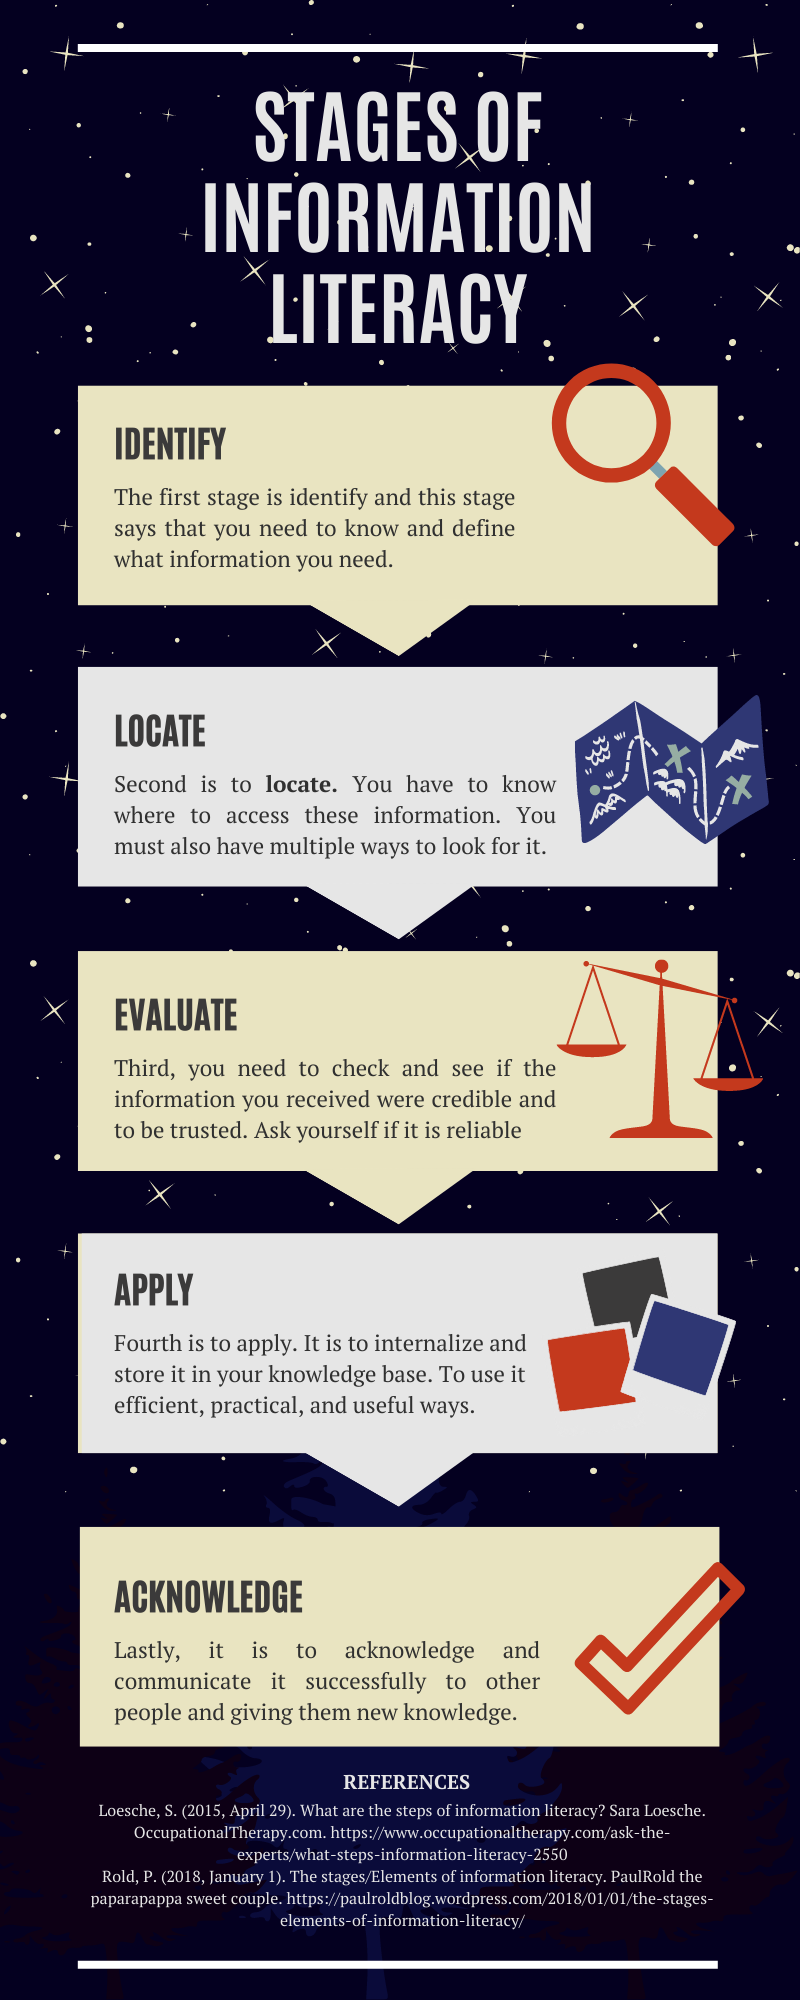 STAGES OF
INFORMATION
LITERACY
IDENTIFY
The first stage is identify and this stage
says that you need to know and define
what information you need.
LOCATE
Second is to locate. You have to know
where to access these information. You
must also have multiple ways to look for it.
EVALUATE
Third, you need to check and see if the
information you received were credible and
to be trusted. Ask yourself if it is reliable
APPLY
Fourth is to apply. It is to internalize and
store it in your knowledge base. To use it
efficient, practical, and useful ways.
ACKNOWLEDGE
Lastly, it is to acknowledge and
communicate it successfully to other
people and giving them new knowledge.
REFERENCES
Loesche, S. (2015, April 29). What are the steps of information literacy? Sara Loesche.
OccupationalTherapy.com. https://www.occupationaltherapy.com/ask-the-
experts/what-steps-information-literacy-2550
Rold, P. (2018, January 1). The stages/Elements of information literacy. PaulRold the
paparapappa sweet couple. https://paulroldblog.wordpress.com/2018/01/01/the-stages-
elements-of-information-literacy/